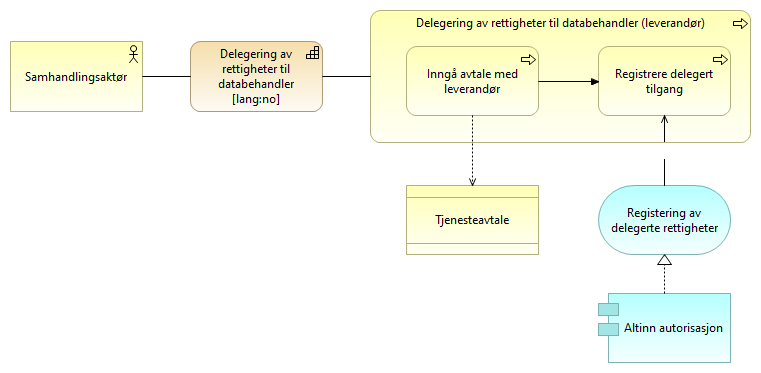 Delegering av rettigheter til databehandler (leverandør)
Samhandlingsaktør
Delegering av
rettigheter til
databehandler
[lang:no]
Inngå avtale med
leverandør
Registrere delegert
tilgang
Tjenesteavtale
Registering av
delegerte rettigheter
Altinn autorisasjon